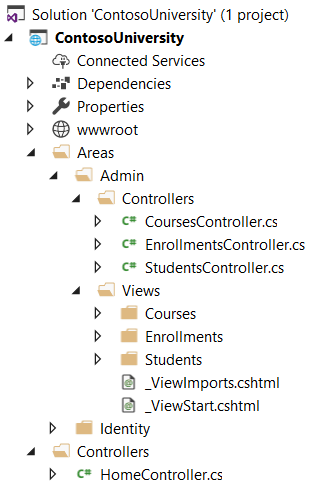 Solution 'ContosoUniversity' (1 project)
ContosoUniversity
Connected Services
Dependencies
Properties
wwwroot
Areas
Admin
Controllers
C# CoursesController.cs
C# EnrollmentsController.cs
C# StudentsController.cs
Views
Courses
Enrollments
Students
_ViewImports.cshtml
_ViewStart.cshtml
Identity
Controllers
C# HomeController.cs